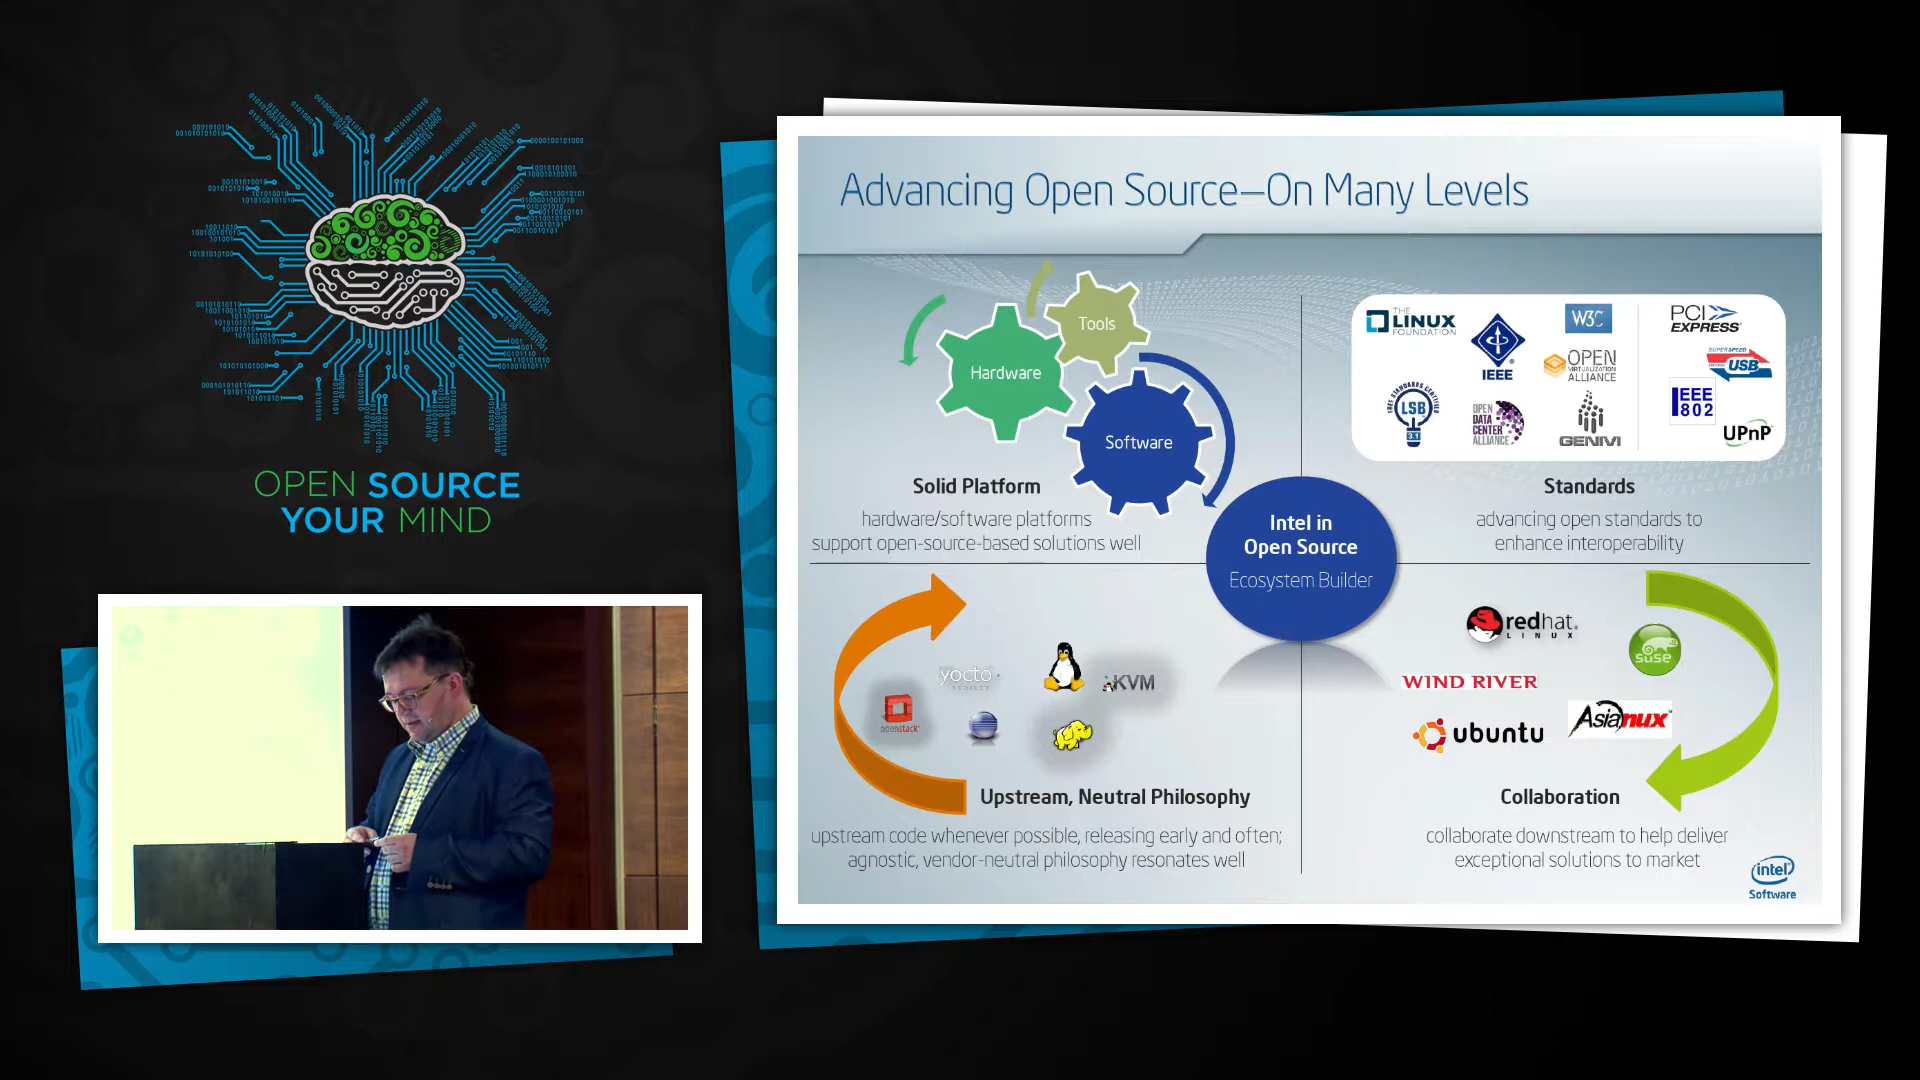 OPEN SOURCE
YOUR MIND
Advancing Open Source—On Many Levels
Tools
Hardware
Software
Solid Platform
hardware/software platforms
support open-source-based solutions well
THE
LINUX
FOUNDATION
IEEE
W3C
OPEN
VIRTUALIZATION
ALLIANCE
LSB
3.1
OPEN
DATA
CENTER
ALLIANCE
GENIVI
PCI
EXPRESS
SUPERSPEED
USB
IEEE
802
UPnP
Standards
advancing open standards to
enhance interoperability
Intel in
Open Source
Ecosystem Builder
yocto
PROJECT
openstack
KVM
Upstream, Neutral Philosophy
upstream code whenever possible, releasing early and often;
agnostic, vendor-neutral philosophy resonates well
redhat.
LINUX
SUSE
WIND RIVER
ubuntu
Asianux
Collaboration
collaborate downstream to help deliver
exceptional solutions to market
intel
Software